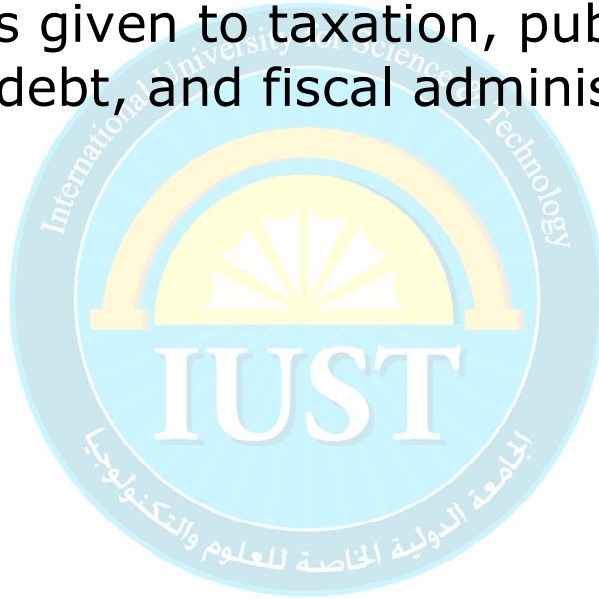 s given to taxation, pub
debt, and fiscal adminis
International University for Science & Technology
IUST
الجامعة الدولية الخاصة للعلوم والتكنولوجيا